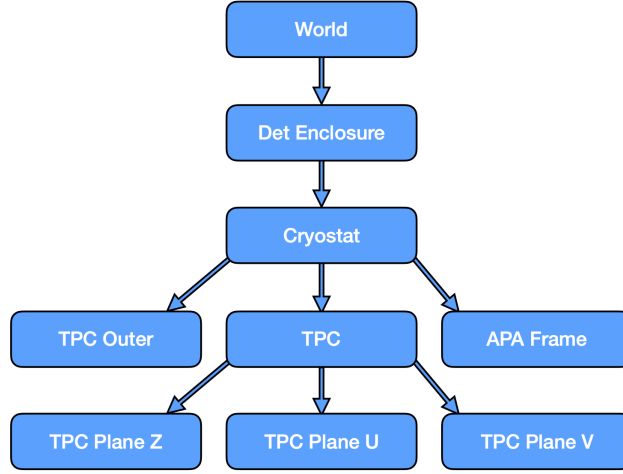 World
Det Enclosure
Cryostat
TPC Outer
TPC
APA Frame
TPC Plane Z
TPC Plane U
TPC Plane V